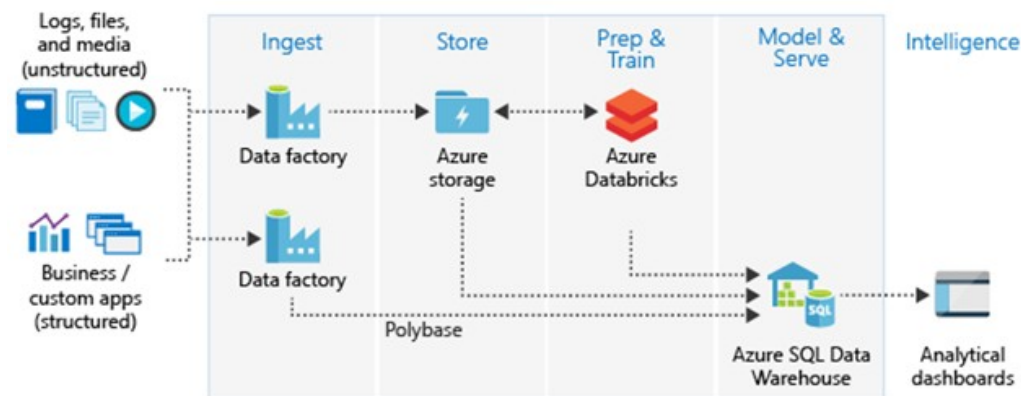 Logs, files,
and media
(unstructured)
Ingest
Store
Prep &
Train
Model &
Serve
Intelligence
Data factory
Azure
storage
Azure
Databricks
Business /
custom apps
(structured)
Data factory
Polybase
SQL
Azure SQL Data
Warehouse
Analytical
dashboards